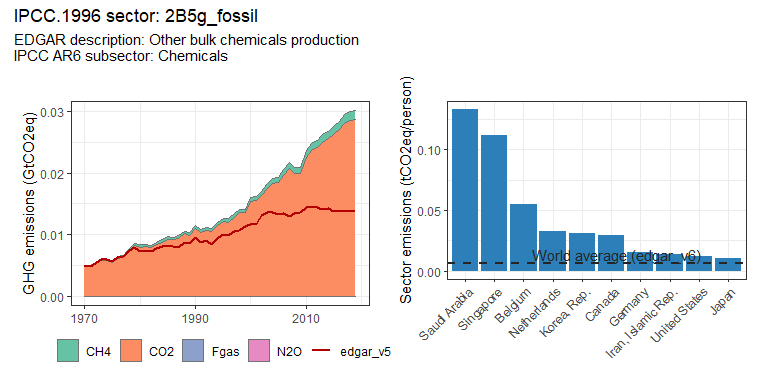 IPCC.1996 sector: 2B5g_fossil
EDGAR description: Other bulk chemicals production
IPCC AR6 subsector: Chemicals
GHG emissions (GtCO2eq)
0.03
0.02
0.01
0.00
1970
1990
2010
CH4
CO2
Fgas
N2O
edgar_v5
Sector emissions (tCO2eq/person)
0.10
0.05
0.00
World average (edgar_v6)
Saudi Arabia
Singapore
Belgium
Netherlands
Korea, Rep.
Canada
Germany
Iran, Islamic Rep.
United States
Japan